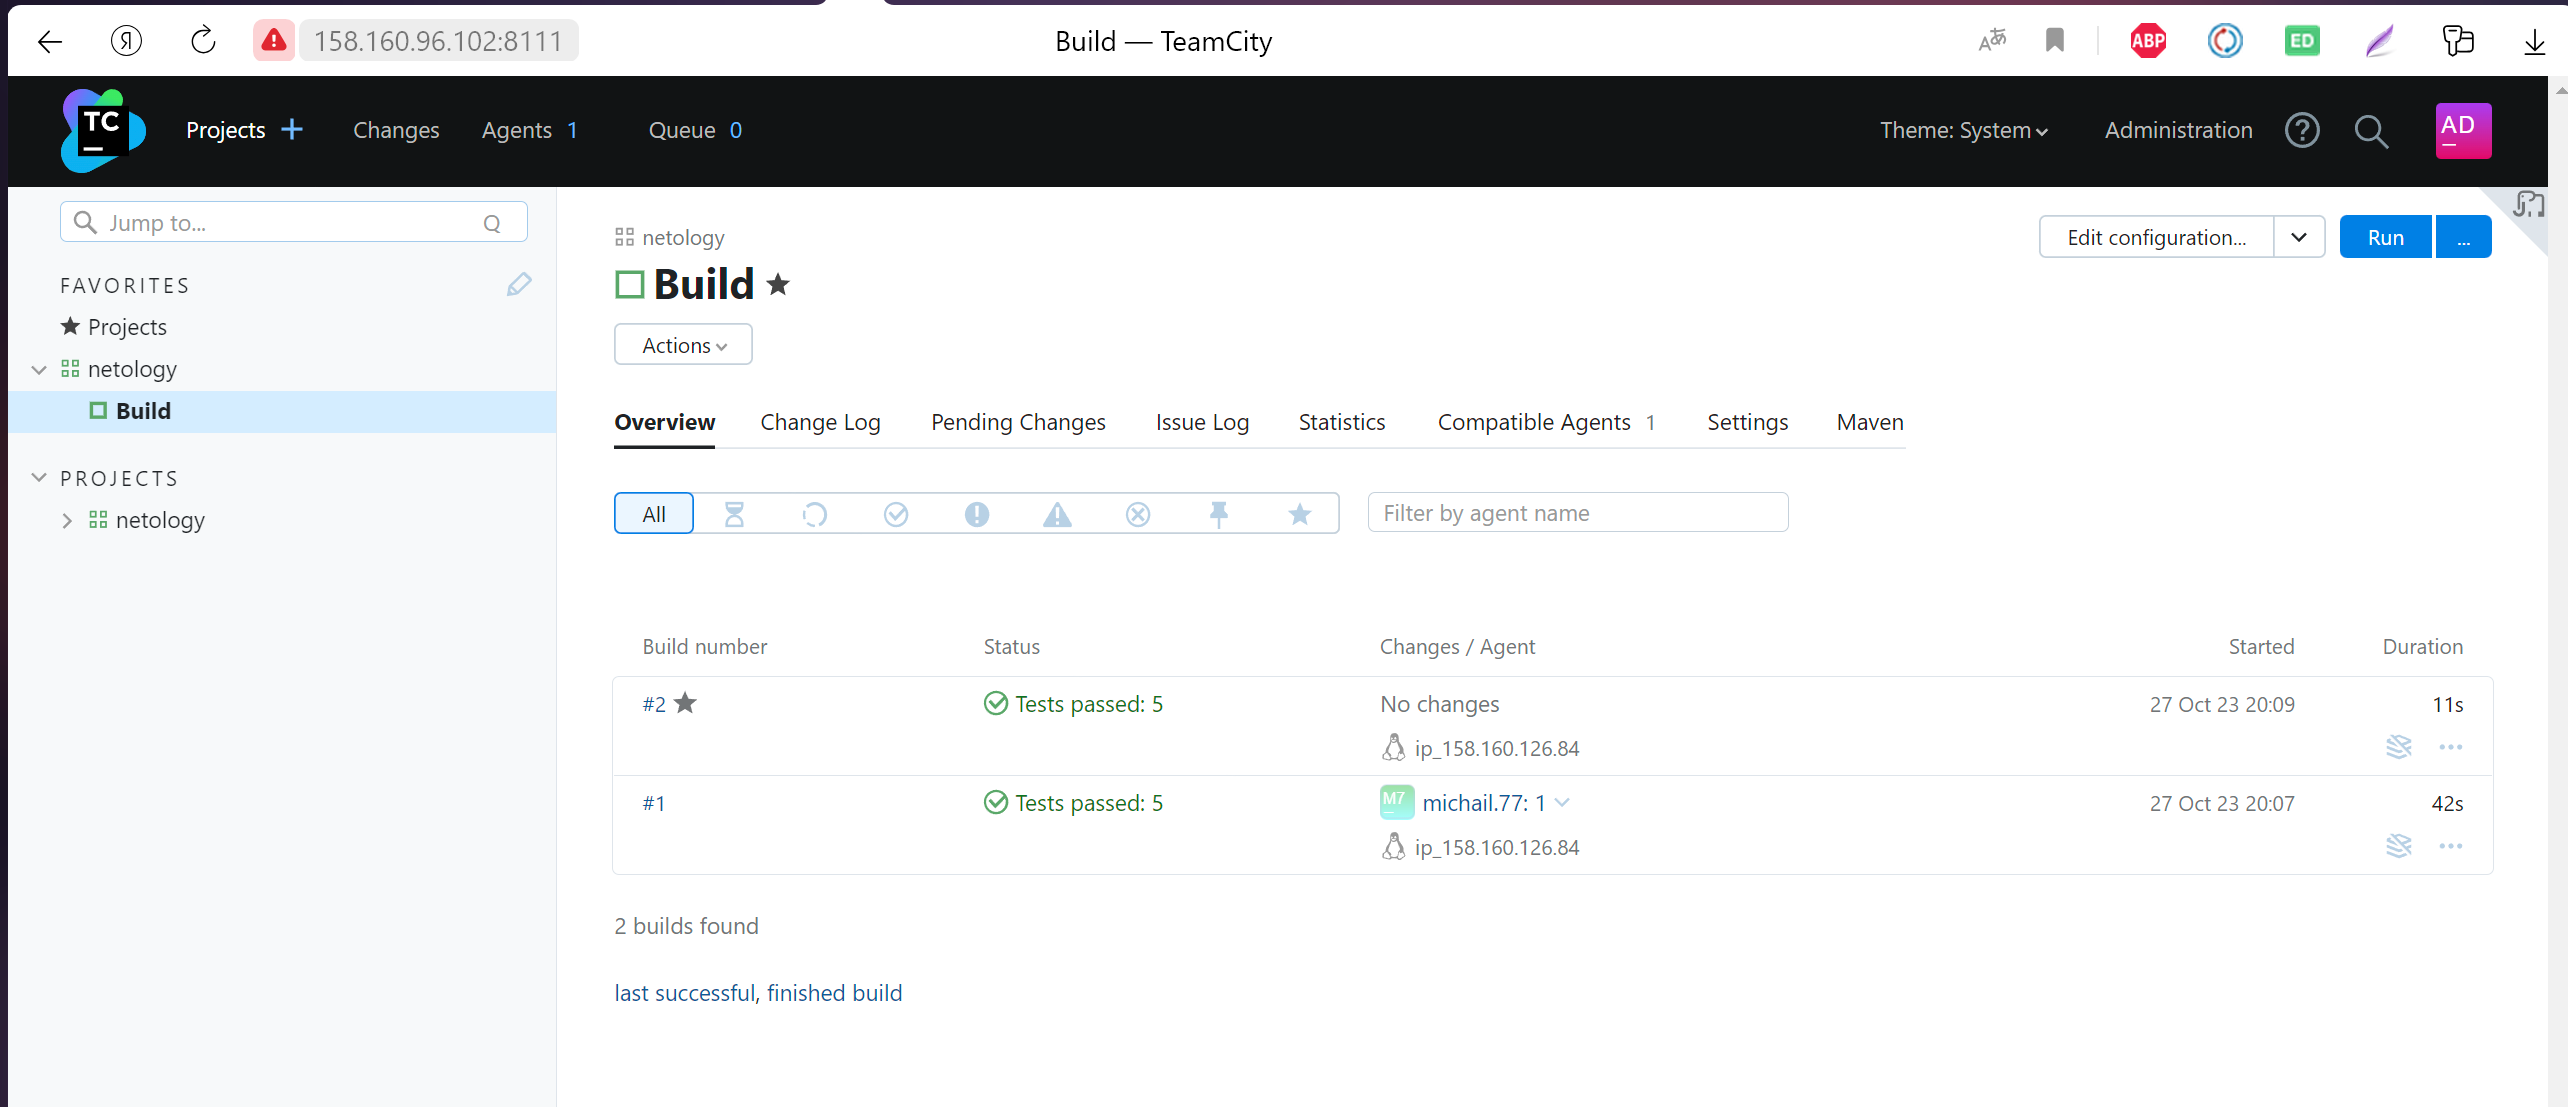 Я 158.160.96.102:8111 Build — TeamCity Aあ ABP ED
TC Projects + Changes Agents 1 Queue 0 Theme: System Administration ? AD
Jump to... Q
FAVORITES
Projects
netology
Build
PROJECTS
netology
netology
Edit configuration... Run ...
Build
Actions
Overview Change Log Pending Changes Issue Log Statistics Compatible Agents 1 Settings Maven
All Filter by agent name
Build number Status Changes / Agent Started Duration
#2 Tests passed: 5 No changes 27 Oct 23 20:09 11s
ip_158.160.126.84
#1 Tests passed: 5 M7 michail.77: 1 27 Oct 23 20:07 42s
ip_158.160.126.84
2 builds found
last successful, finished build